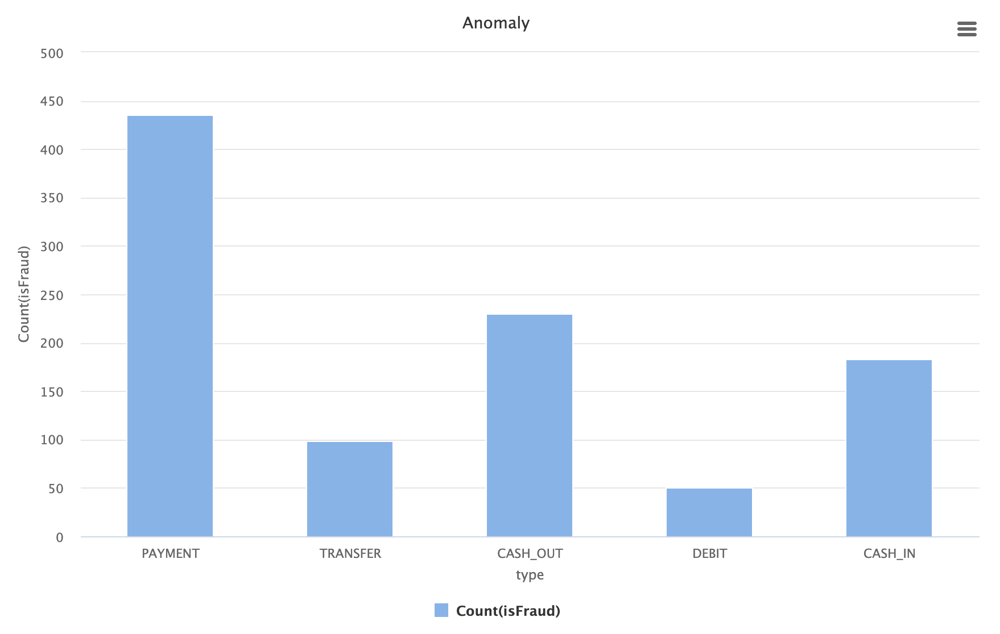 Anomaly
500
450
400
350
300
250
200
150
100
50
0
Count(isFraud)
PAYMENT TRANSFER CASH_OUT DEBIT CASH_IN
type
Count(isFraud)